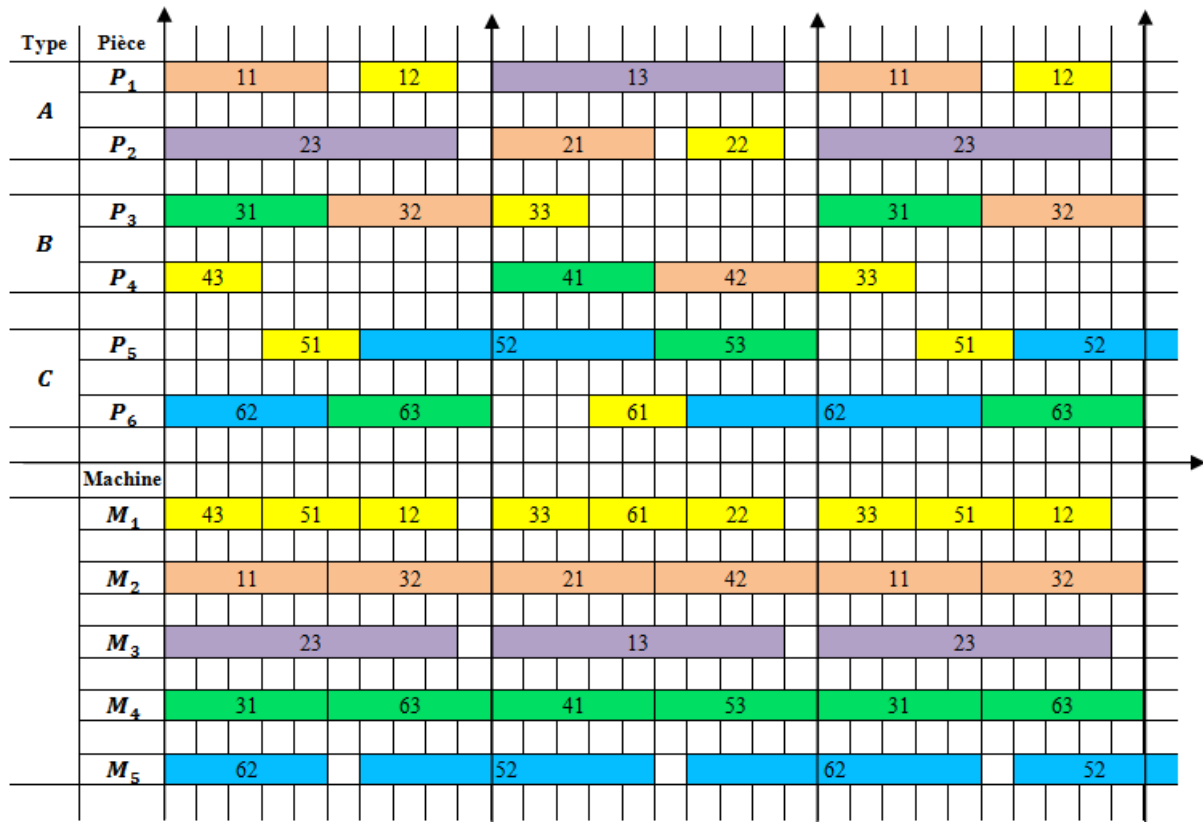 Type Pièce
P₁ 11 12 13 11 12
A
P₂ 23 21 22 23
P₃ 31 32 33 31 32
B
P₄ 43 41 42 33
P₅ 51 52 53 51 52
C
P₆ 62 63 61 62 63
Machine
M₁ 43 51 12 33 61 22 33 51 12
M₂ 11 32 21 42 11 32
M₃ 23 13 23
M₄ 31 63 41 53 31 63
M₅ 62 52 62 52